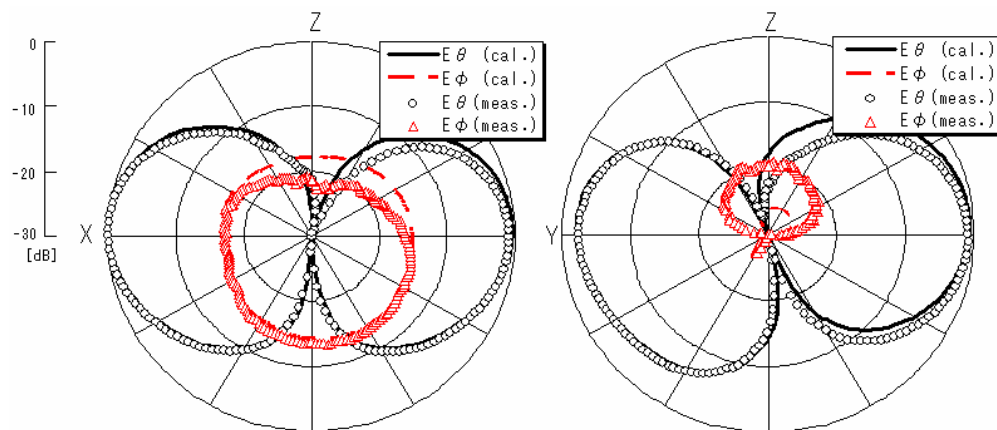 Z
0
-10
-20
-30
[dB]
X
Eθ (cal.)
Eφ (cal.)
Eθ(meas.)
Eφ(meas.)
Z
Y
Eθ (cal.)
Eφ (cal.)
Eθ(meas.)
Eφ(meas.)